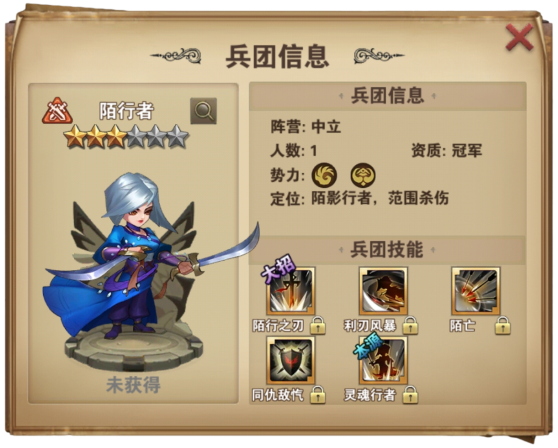 兵团信息
陌行者
未获得
兵团信息
阵营: 中立
人数: 1 资质: 冠军
势力:
定位: 陌影行者，范围杀伤
兵团技能
大招
陌行之刃 利刃风暴 陌亡
本源
同仇敌忾 灵魂行者